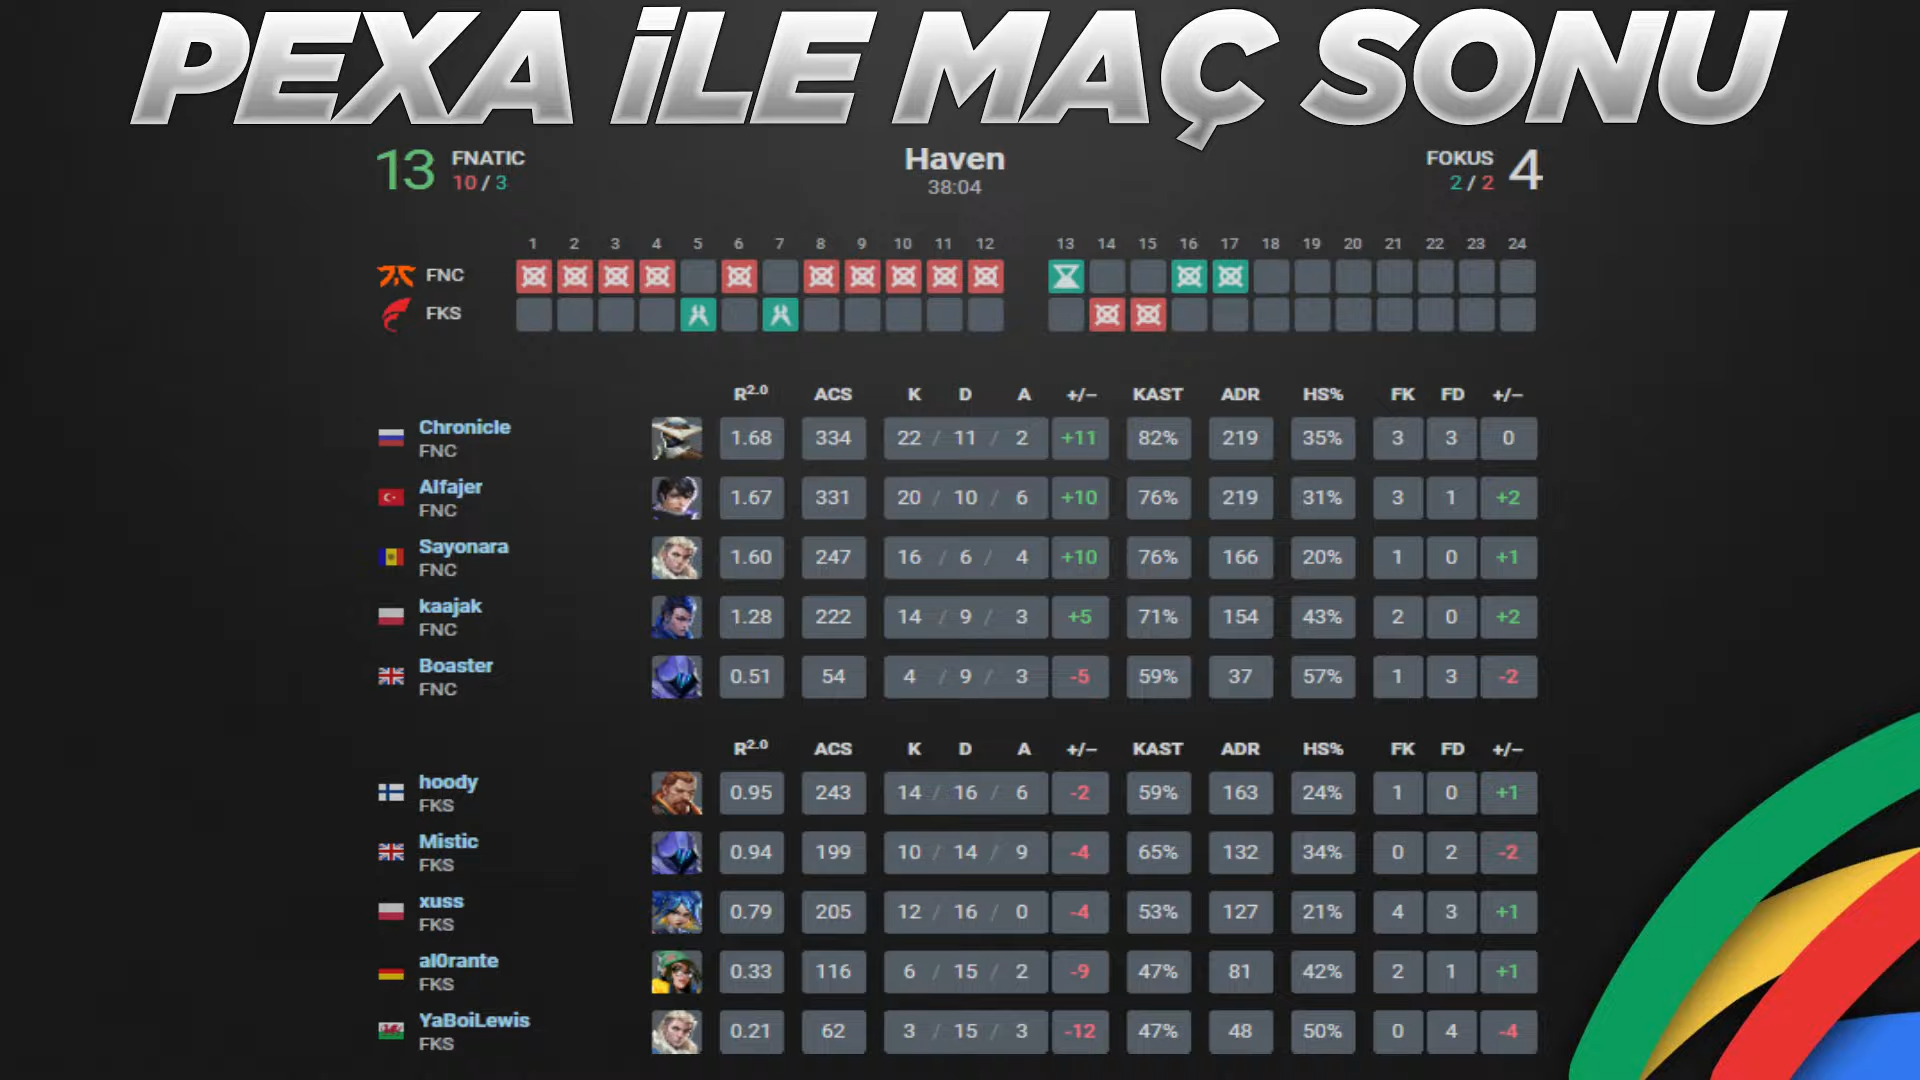 PEXA iLE MAÇ SONU
13 FNATIC Haven FOKUS 4
10 / 3 38:04 2 / 2
1 2 3 4 5 6 7 8 9 10 11 12 13 14 15 16 17 18 19 20 21 22 23 24
FNC
FKS
R2.0 ACS K D A +/– KAST ADR HS% FK FD +/–
Chronicle 1.68 334 22 / 11 / 2 +11 82% 219 35% 3 3 0
FNC
Alfajer 1.67 331 20 / 10 / 6 +10 76% 219 31% 3 1 +2
FNC
Sayonara 1.60 247 16 / 6 / 4 +10 76% 166 20% 1 0 +1
FNC
kaajak 1.28 222 14 / 9 / 3 +5 71% 154 43% 2 0 +2
FNC
Boaster 0.51 54 4 / 9 / 3 -5 59% 37 57% 1 3 -2
FNC
R2.0 ACS K D A +/– KAST ADR HS% FK FD +/–
hoody 0.95 243 14 / 16 / 6 -2 59% 163 24% 1 0 +1
FKS
Mistic 0.94 199 10 / 14 / 9 -4 65% 132 34% 0 2 -2
FKS
xuss 0.79 205 12 / 16 / 0 -4 53% 127 21% 4 3 +1
FKS
al0rante 0.33 116 6 / 15 / 2 -9 47% 81 42% 2 1 +1
FKS
YaBoiLewis 0.21 62 3 / 15 / 3 -12 47% 48 50% 0 4 -4
FKS